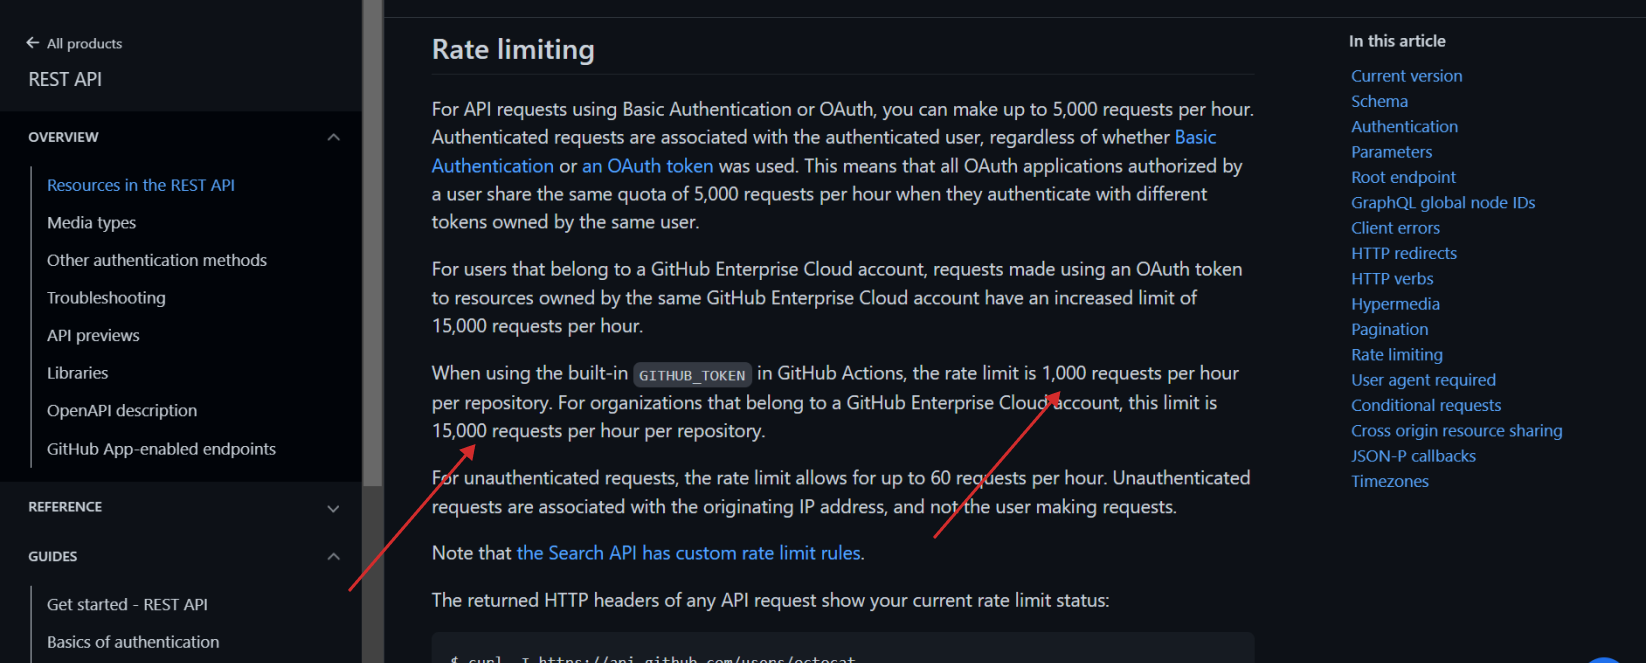 All products
REST API
OVERVIEW
Resources in the REST API
Media types
Other authentication methods
Troubleshooting
API previews
Libraries
OpenAPI description
GitHub App-enabled endpoints
REFERENCE
GUIDES
Get started - REST API
Basics of authentication
Rate limiting
For API requests using Basic Authentication or OAuth, you can make up to 5,000 requests per hour.
Authenticated requests are associated with the authenticated user, regardless of whether Basic
Authentication or an OAuth token was used. This means that all OAuth applications authorized by
a user share the same quota of 5,000 requests per hour when they authenticate with different
tokens owned by the same user.
For users that belong to a GitHub Enterprise Cloud account, requests made using an OAuth token
to resources owned by the same GitHub Enterprise Cloud account have an increased limit of
15,000 requests per hour.
When using the built-in GITHUB_TOKEN in GitHub Actions, the rate limit is 1,000 requests per hour
per repository. For organizations that belong to a GitHub Enterprise Cloud account, this limit is
15,000 requests per hour per repository.
For unauthenticated requests, the rate limit allows for up to 60 requests per hour. Unauthenticated
requests are associated with the originating IP address, and not the user making requests.
Note that the Search API has custom rate limit rules.
The returned HTTP headers of any API request show your current rate limit status:
$ curl -I https://api.github.com/users/octocat
In this article
Current version
Schema
Authentication
Parameters
Root endpoint
GraphQL global node IDs
Client errors
HTTP redirects
HTTP verbs
Hypermedia
Pagination
Rate limiting
User agent required
Conditional requests
Cross origin resource sharing
JSON-P callbacks
Timezones